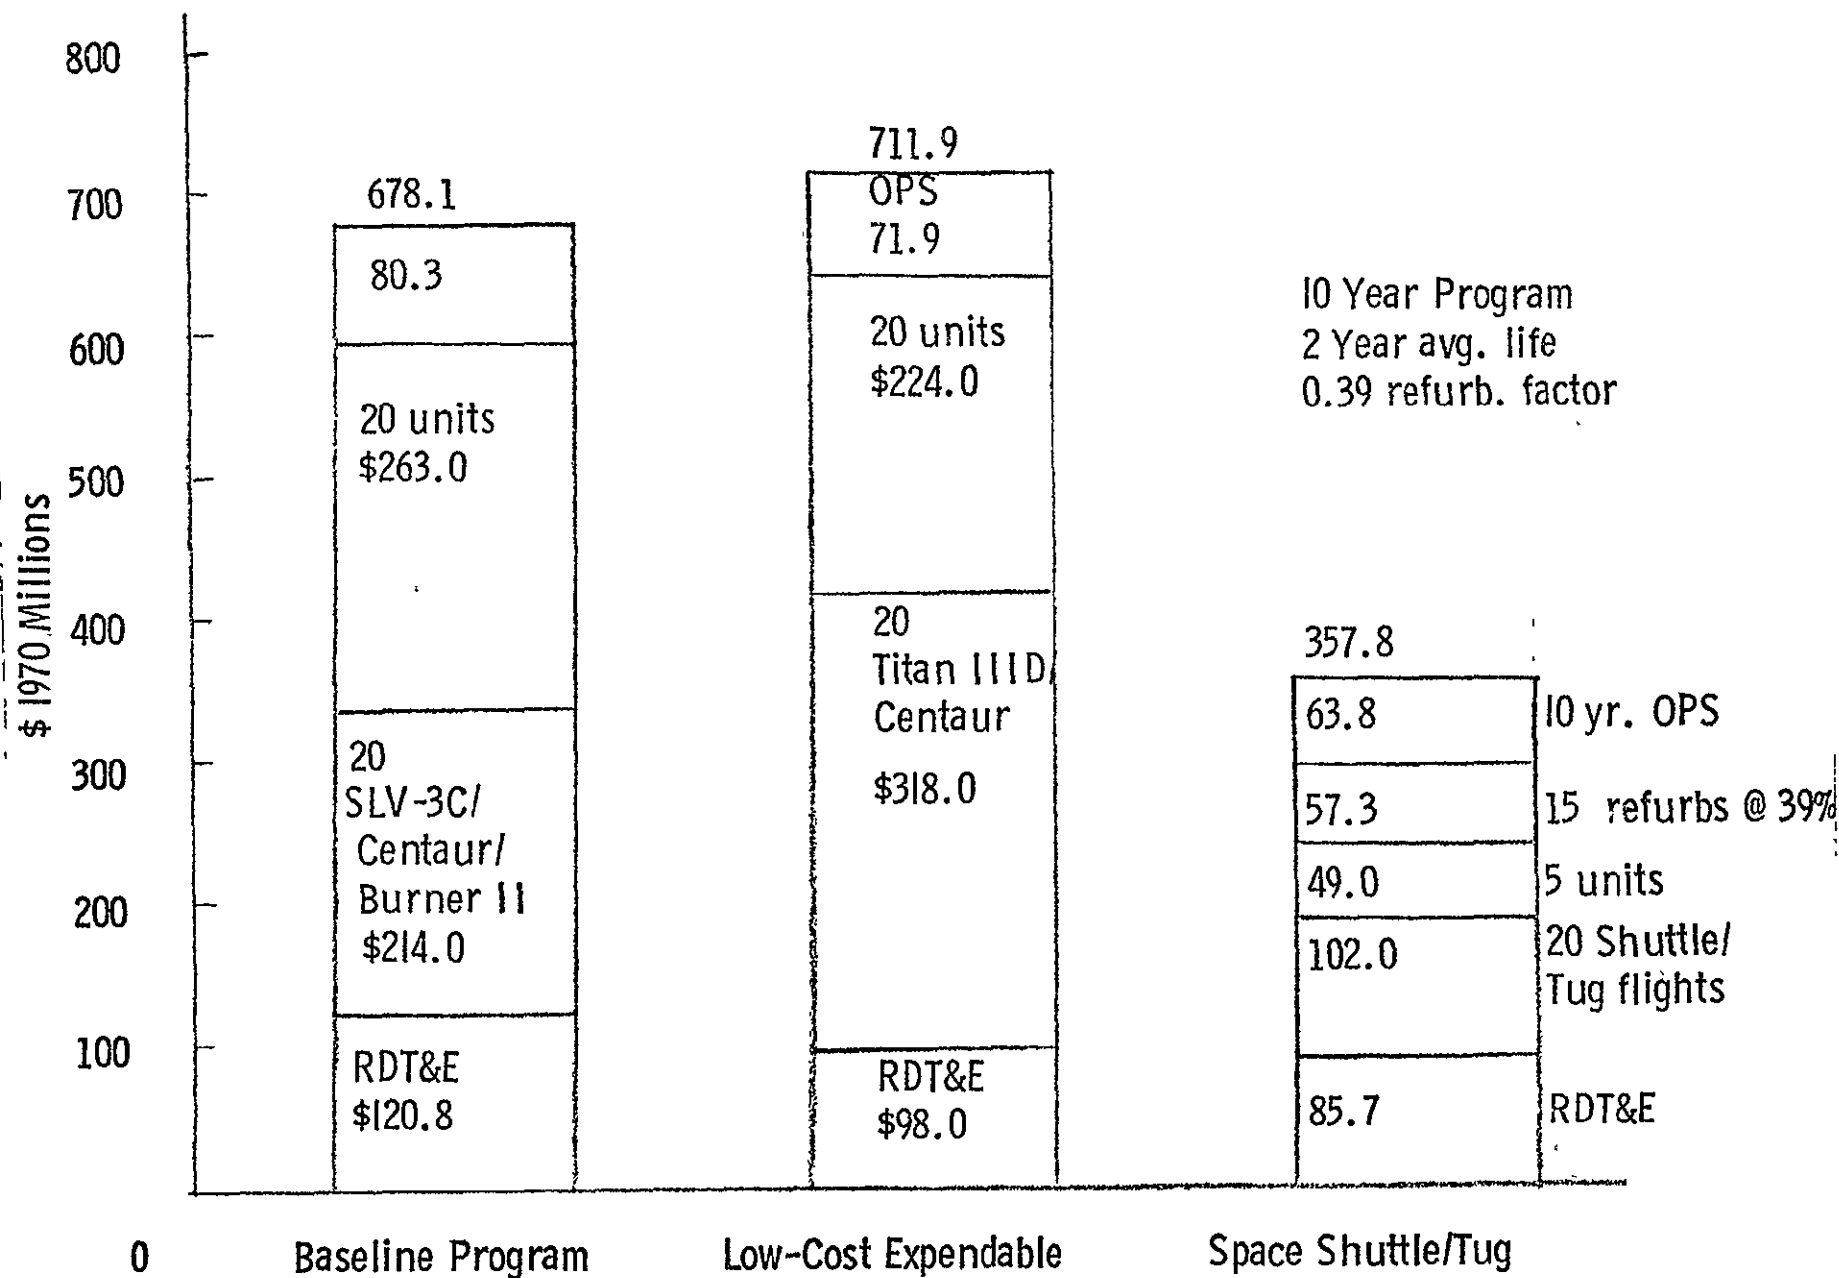 $ 1970 Millions
800
700
600
500
400
300
200
100
0
678.1
80.3
20 units
$263.0
20
SLV-3C/
Centaur/
Burner II
$214.0
RDT&E
$120.8
Baseline Program
711.9
OPS
71.9
20 units
$224.0
20
Titan IIID/
Centaur
$318.0
RDT&E
$98.0
Low-Cost Expendable
10 Year Program
2 Year avg. life
0.39 refurb. factor
357.8
63.8 10 yr. OPS
57.3 15 refurbs @ 39%
49.0 5 units
102.0 20 Shuttle/
Tug flights
85.7 RDT&E
Space Shuttle/Tug